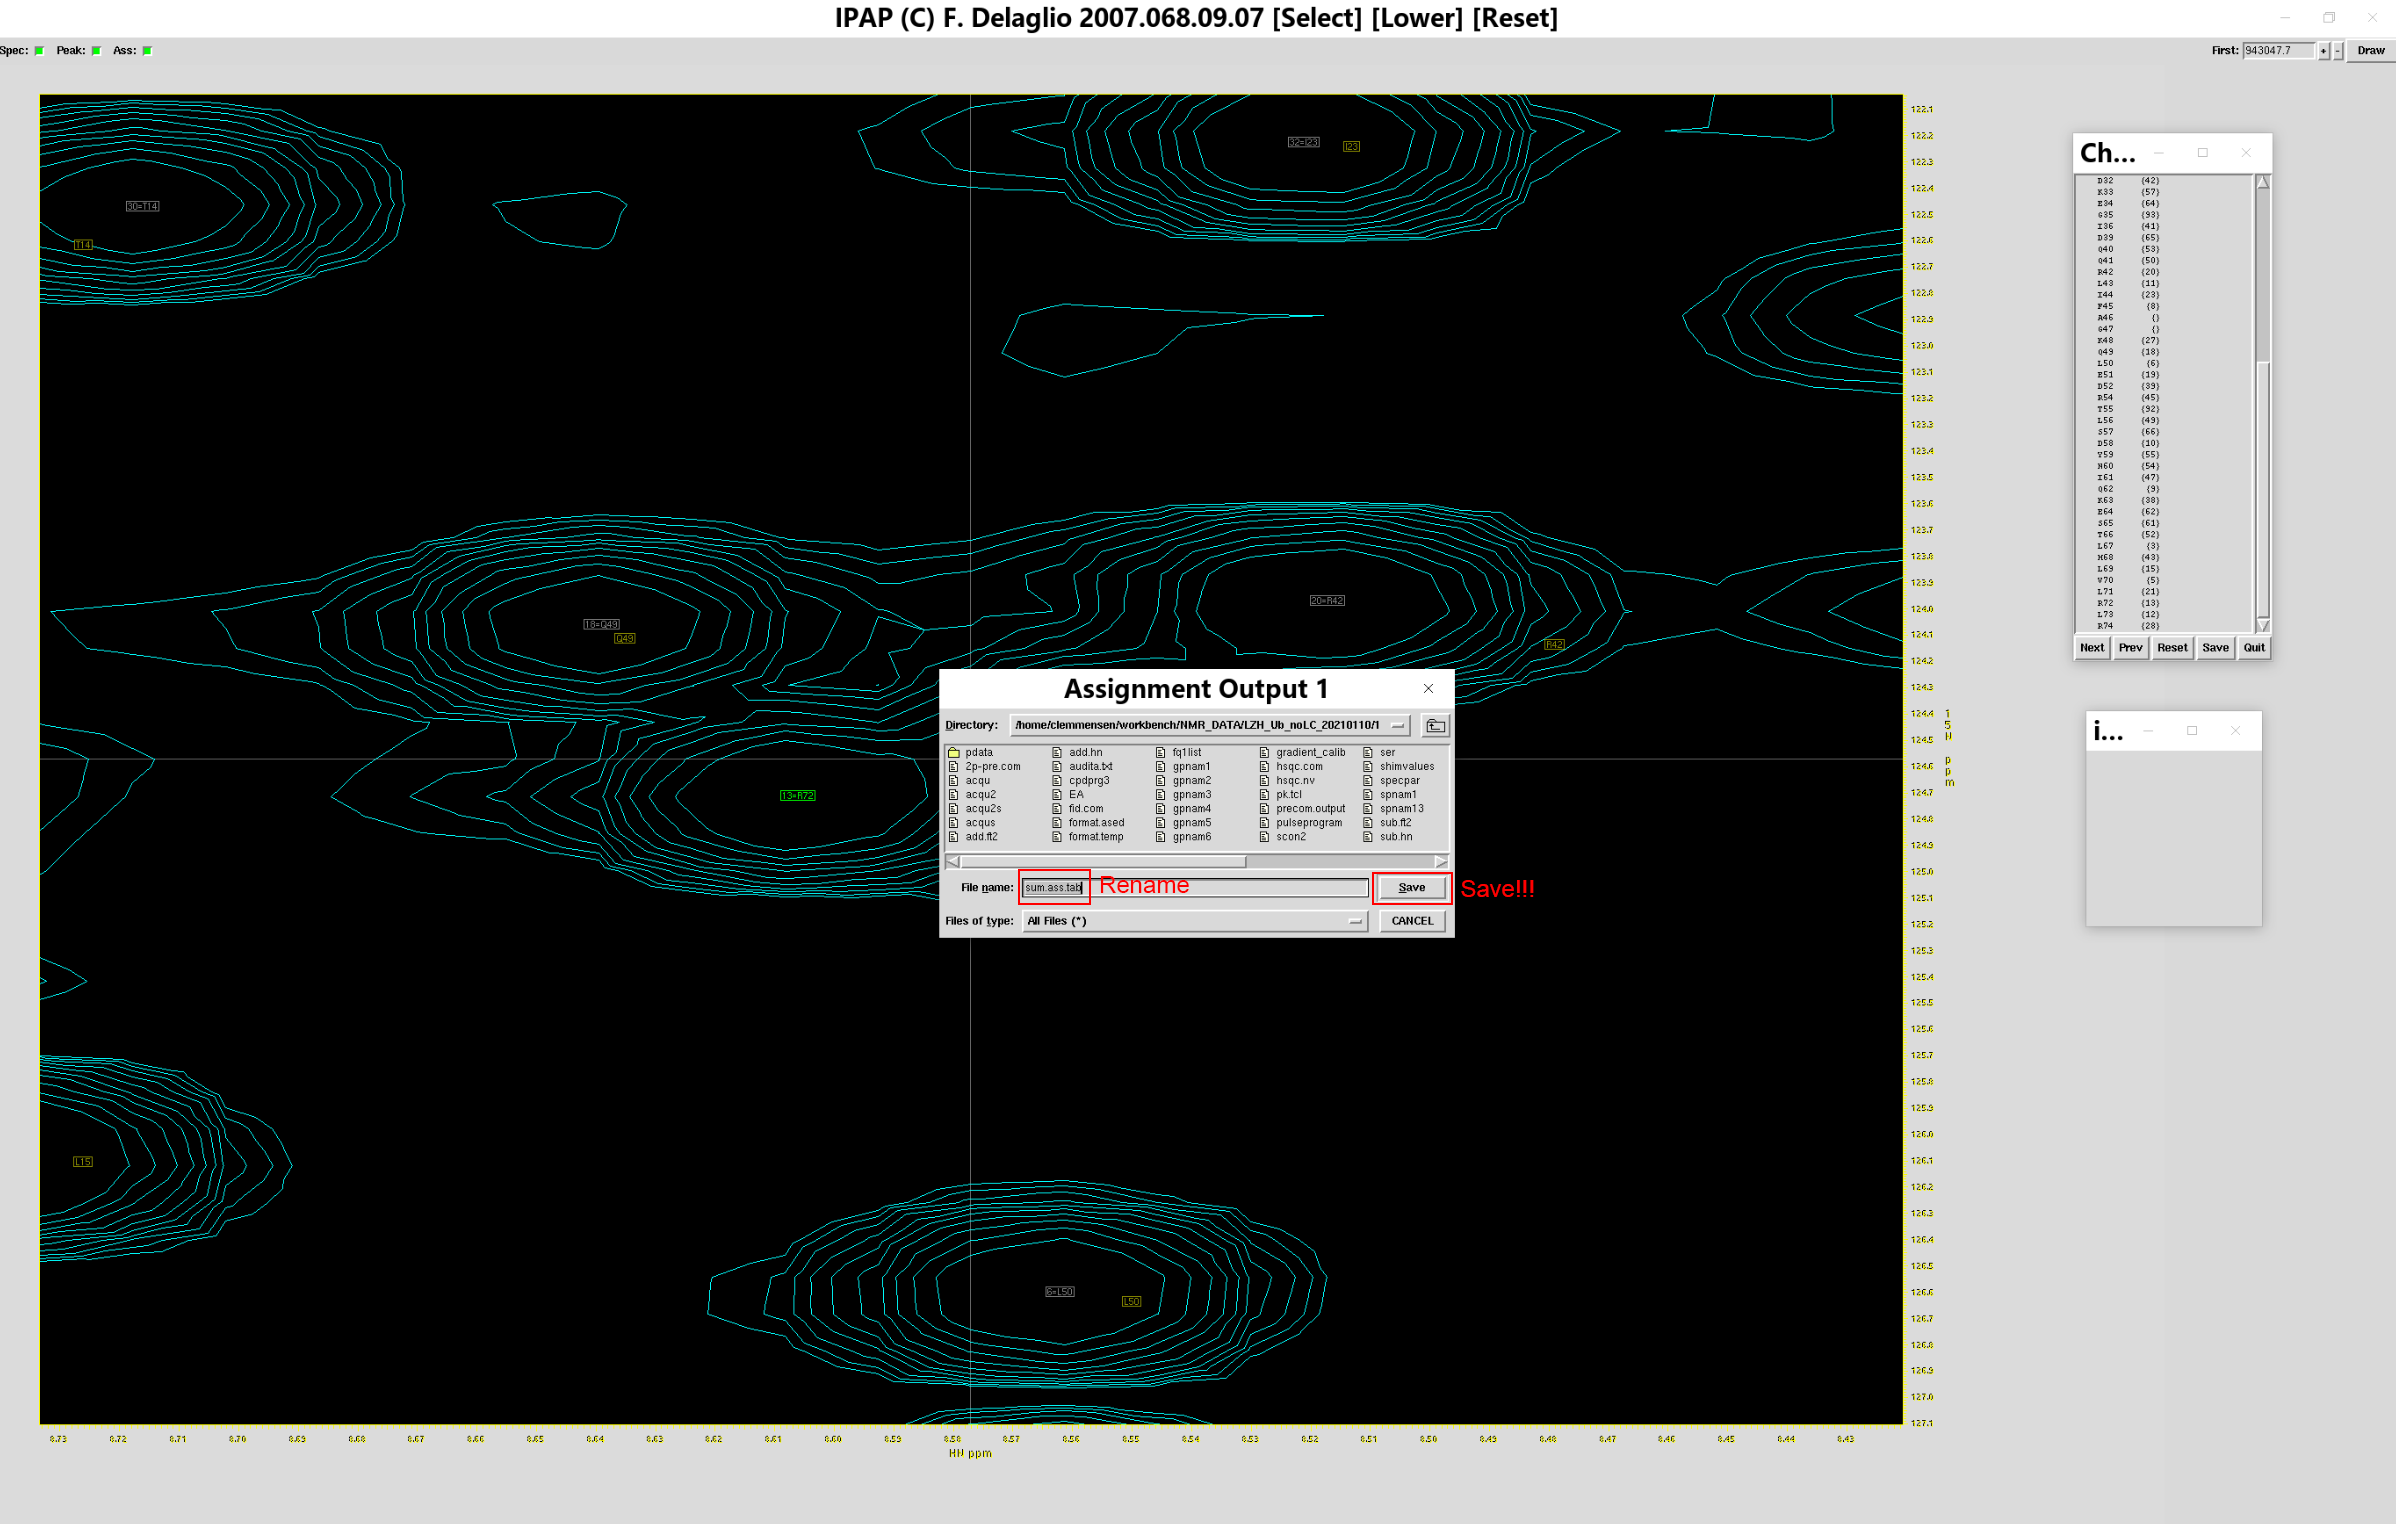 IPAP (C) F. Delaglio 2007.068.09.07 [Select] [Lower] [Reset]
Spec: Peak: Ass: First: 943047.7 + - Draw
32=I23 I23
30=T14
T14
18=Q49
Q49
20=R42
R42
13=R72
L15
6=L50
L50
122.1
122.2
122.3
122.4
122.5
122.6
122.7
122.8
122.9
123.0
123.1
123.2
123.3
123.4
123.5
123.6
123.7
123.8
123.9
124.0
124.1
124.2
124.3
124.4
124.5
124.6
124.7
124.8
124.9
125.0
125.1
125.2
125.3
125.4
125.5
125.6
125.7
125.8
125.9
126.0
126.1
126.2
126.3
126.4
126.5
126.6
126.7
126.8
126.9
127.0
127.1
15N ppm
8.73 8.72 8.71 8.70 8.69 8.68 8.67 8.66 8.65 8.64 8.63 8.62 8.61 8.60 8.59 8.58 8.57 8.56 8.55 8.54 8.53 8.52 8.51 8.50 8.49 8.48 8.47 8.46 8.45 8.44 8.43
HN ppm
Assignment Output 1
Directory: /home/clemmensen/workbench/NMR_DATA/LZH_Ub_noLC_20210110/1
pdata add.hn fq1list gradient_calib ser
2p-pre.com audita.txt gpnam1 hsqc.com shimvalues
acqu cpdprg3 gpnam2 hsqc.nv specpar
acqu2 EA gpnam3 pk.tcl spnam1
acqu2s fid.com gpnam4 precom.output spnam13
acqus format.ased gpnam5 pulseprogram sub.ft2
add.ft2 format.temp gpnam6 scon2 sub.hn
File name: sum.ass.tab Rename Save Save!!!
Files of type: All Files (*) CANCEL
Ch...
D32 {42}
K33 {57}
E34 {64}
G35 {93}
I36 {41}
D39 {65}
Q40 {53}
Q41 {50}
R42 {20}
L43 {11}
I44 {23}
F45 {8}
A46 {}
G47 {}
K48 {27}
Q49 {18}
L50 {6}
E51 {19}
D52 {39}
R54 {45}
T55 {92}
L56 {49}
S57 {66}
D58 {10}
Y59 {55}
N60 {54}
I61 {47}
Q62 {9}
K63 {38}
E64 {62}
S65 {61}
T66 {52}
L67 {3}
H68 {43}
L69 {15}
V70 {5}
L71 {21}
R72 {13}
L73 {12}
R74 {28}
Next Prev Reset Save Quit
i...